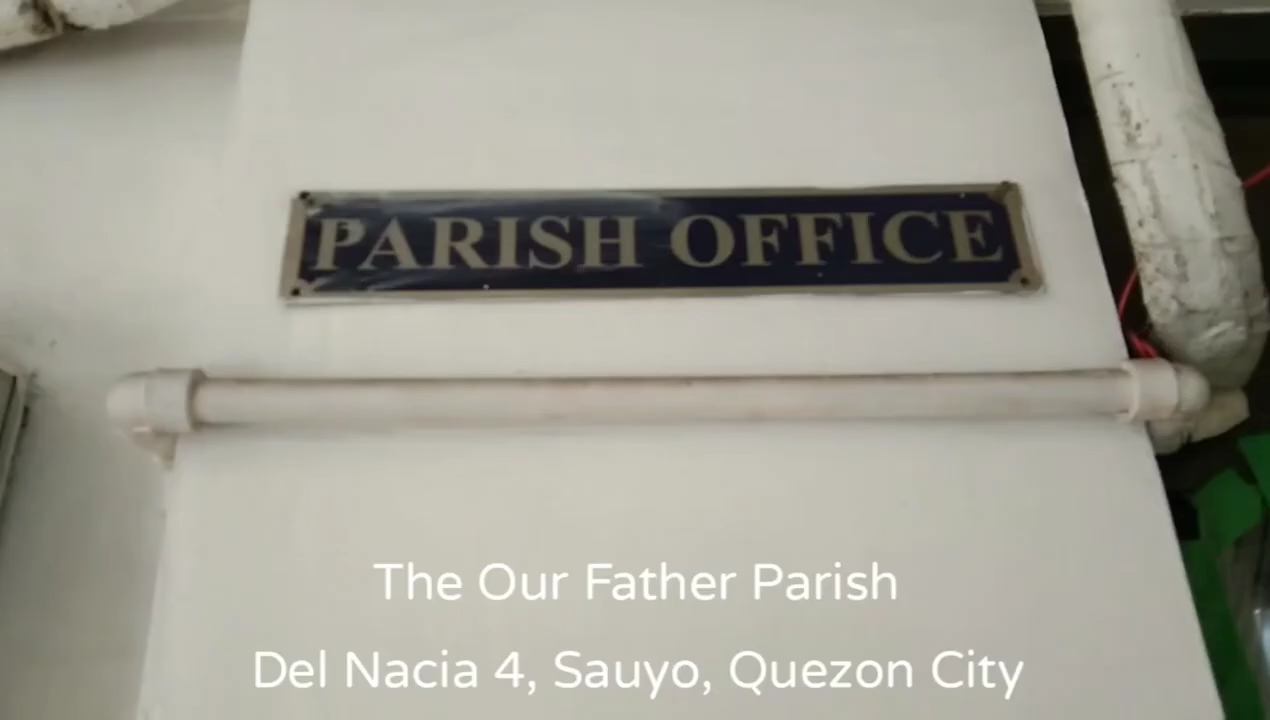 PARISH OFFICE
The Our Father Parish
Del Nacia 4, Sauyo, Quezon City